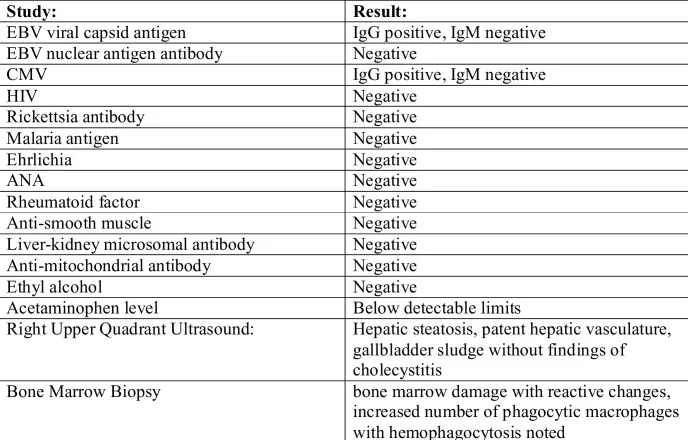 Study: Result:
EBV viral capsid antigen IgG positive, IgM negative
EBV nuclear antigen antibody Negative
CMV IgG positive, IgM negative
HIV Negative
Rickettsia antibody Negative
Malaria antigen Negative
Ehrlichia Negative
ANA Negative
Rheumatoid factor Negative
Anti-smooth muscle Negative
Liver-kidney microsomal antibody Negative
Anti-mitochondrial antibody Negative
Ethyl alcohol Negative
Acetaminophen level Below detectable limits
Right Upper Quadrant Ultrasound: Hepatic steatosis, patent hepatic vasculature,
gallbladder sludge without findings of
cholecystitis
Bone Marrow Biopsy bone marrow damage with reactive changes,
increased number of phagocytic macrophages
with hemophagocytosis noted